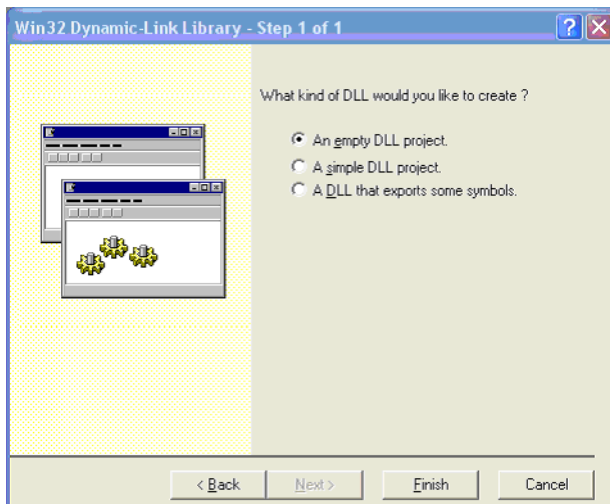 Win32 Dynamic-Link Library - Step 1 of 1
What kind of DLL would you like to create ?
An empty DLL project.
A simple DLL project.
A DLL that exports some symbols.
< Back
Next >
Finish
Cancel